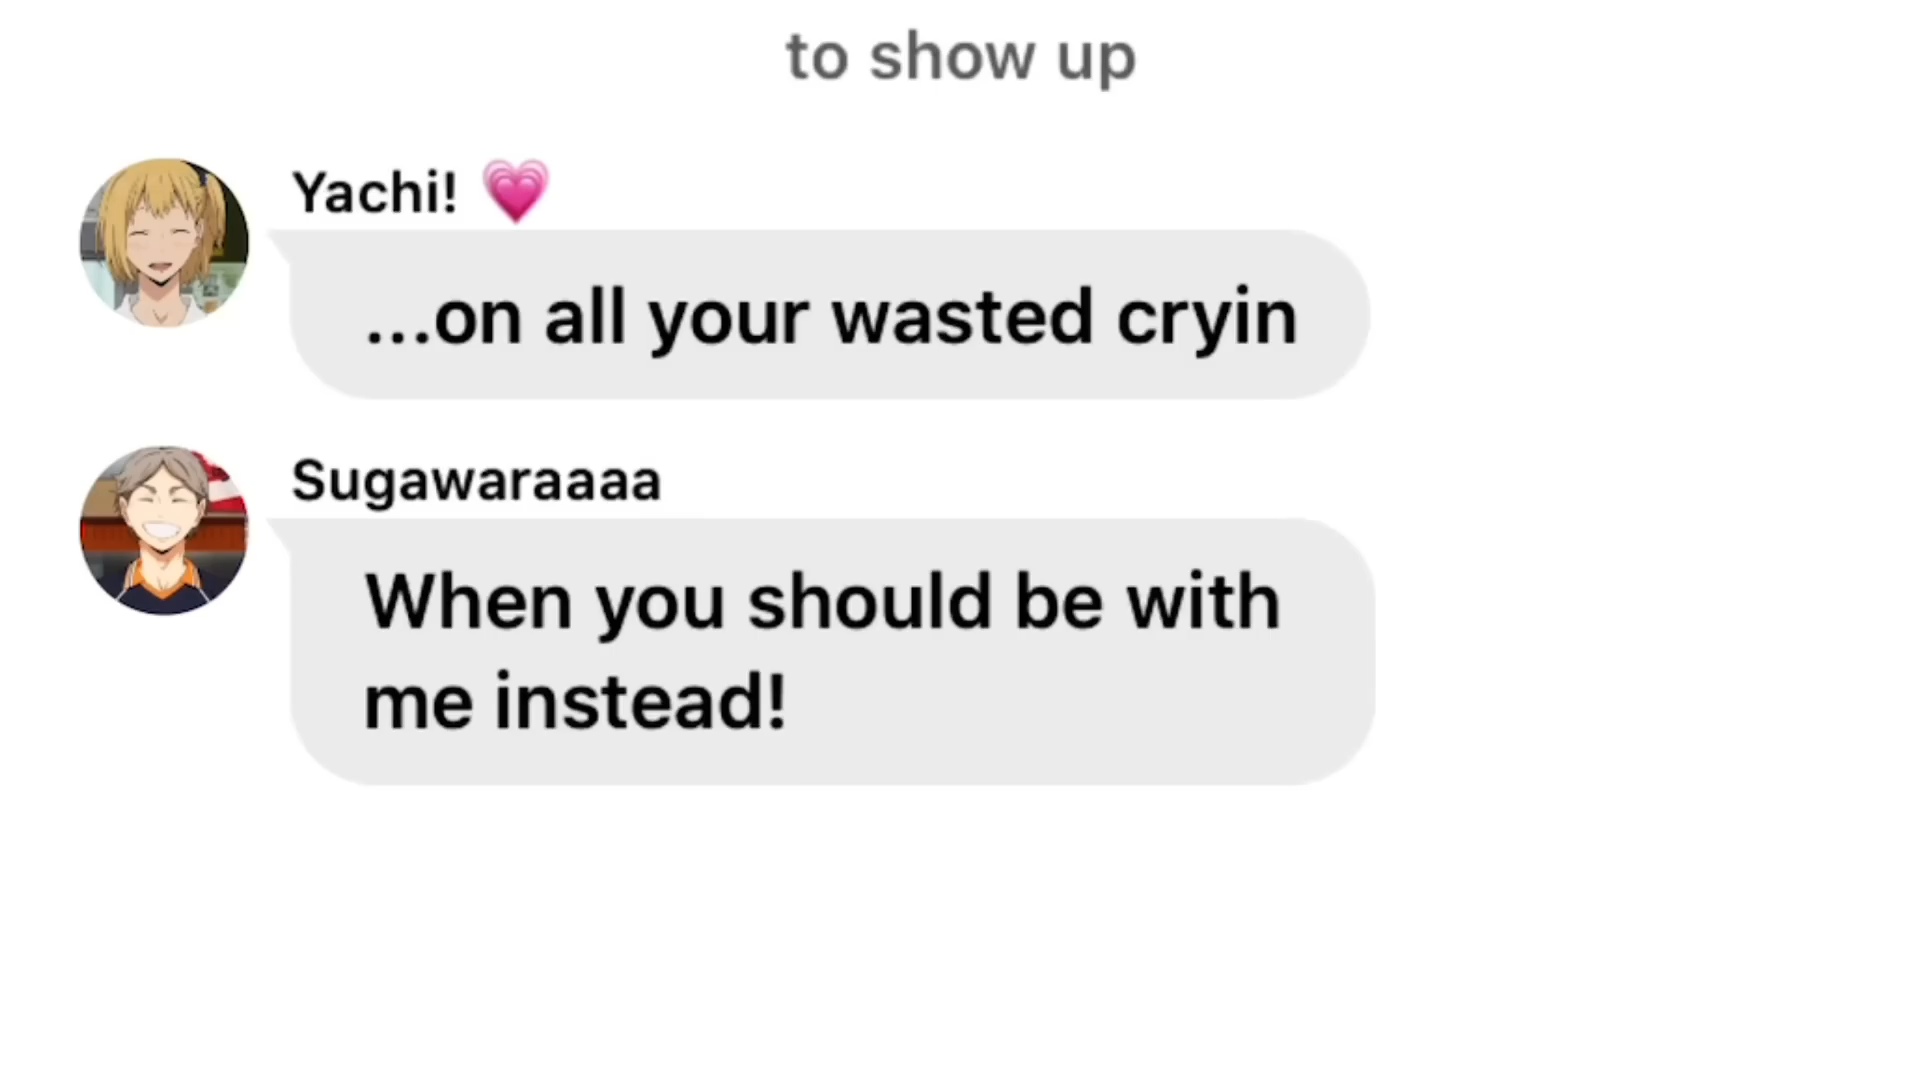 to show up
Yachi! 💗
...on all your wasted cryin
Sugawaraaaa
When you should be with
me instead!